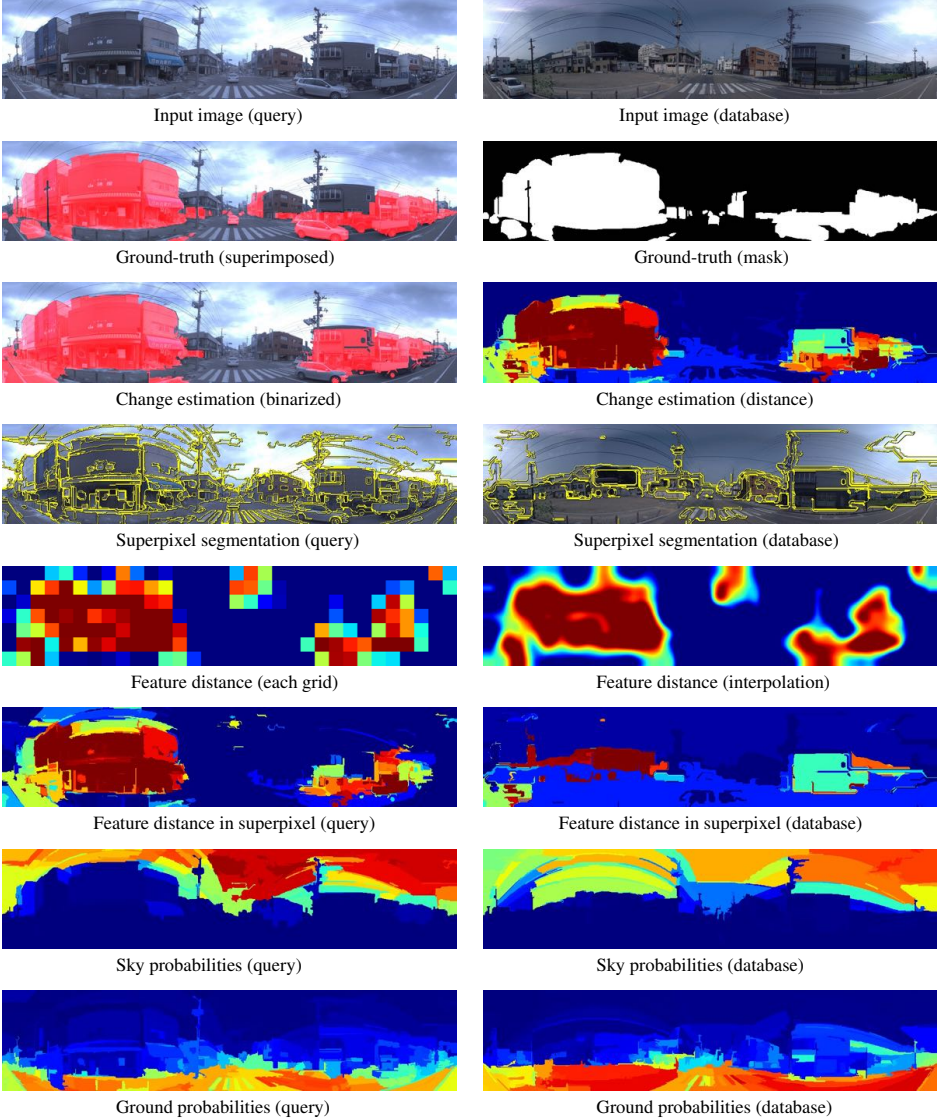 Input image (query)
Input image (database)
Ground-truth (superimposed)
Ground-truth (mask)
Change estimation (binarized)
Change estimation (distance)
Superpixel segmentation (query)
Superpixel segmentation (database)
Feature distance (each grid)
Feature distance (interpolation)
Feature distance in superpixel (query)
Feature distance in superpixel (database)
Sky probabilities (query)
Sky probabilities (database)
Ground probabilities (query)
Ground probabilities (database)